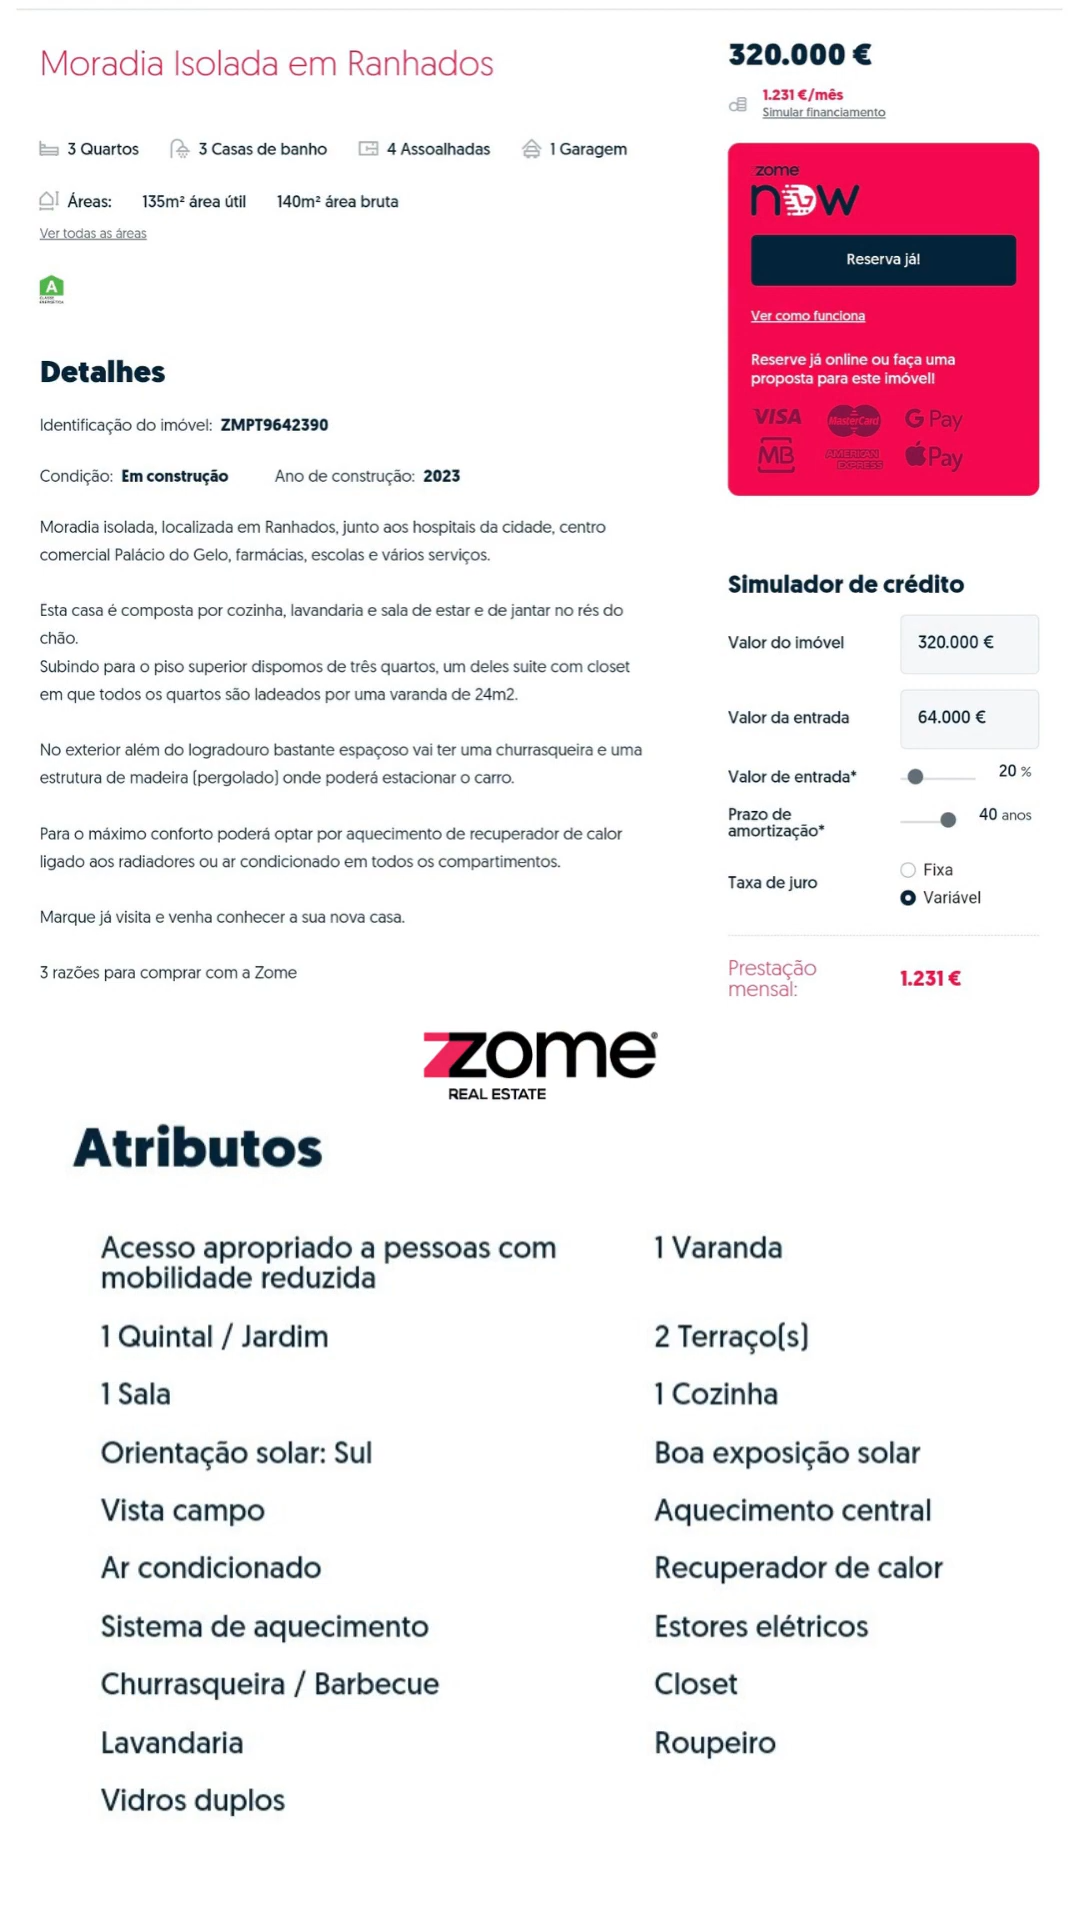 Moradia Isolada em Ranhados
3 Quartos 3 Casas de banho 4 Assoalhadas 1 Garagem
Áreas: 135m² área útil 140m² área bruta
Ver todas as áreas
A
Detalhes
Identificação do imóvel: ZMPT9642390
Condição: Em construção Ano de construção: 2023
Moradia isolada, localizada em Ranhados, junto aos hospitais da cidade, centro
comercial Palácio do Gelo, farmácias, escolas e vários serviços.
Esta casa é composta por cozinha, lavandaria e sala de estar e de jantar no rés do
chão.
Subindo para o piso superior dispomos de três quartos, um deles suite com closet
em que todos os quartos são ladeados por uma varanda de 24m2.
No exterior além do logradouro bastante espaçoso vai ter uma churrasqueira e uma
estrutura de madeira (pergolado) onde poderá estacionar o carro.
Para o máximo conforto poderá optar por aquecimento de recuperador de calor
ligado aos radiadores ou ar condicionado em todos os compartimentos.
Marque já visita e venha conhecer a sua nova casa.
3 razões para comprar com a Zome
320.000 €
1.231 €/mês
Simular financiamento
zome
now
Reserva já!
Ver como funciona
Reserve já online ou faça uma
proposta para este imóvel!
VISA MasterCard G Pay
MB AMERICAN EXPRESS Pay
Simulador de crédito
Valor do imóvel 320.000 €
Valor da entrada 64.000 €
Valor de entrada* 20 %
Prazo de
amortização* 40 anos
Taxa de juro
Fixa
Variável
Prestação
mensal: 1.231 €
zome
REAL ESTATE
Atributos
Acesso apropriado a pessoas com
mobilidade reduzida
1 Varanda
1 Quintal / Jardim
2 Terraço(s)
1 Sala
1 Cozinha
Orientação solar: Sul
Boa exposição solar
Vista campo
Aquecimento central
Ar condicionado
Recuperador de calor
Sistema de aquecimento
Estores elétricos
Churrasqueira / Barbecue
Closet
Lavandaria
Roupeiro
Vidros duplos